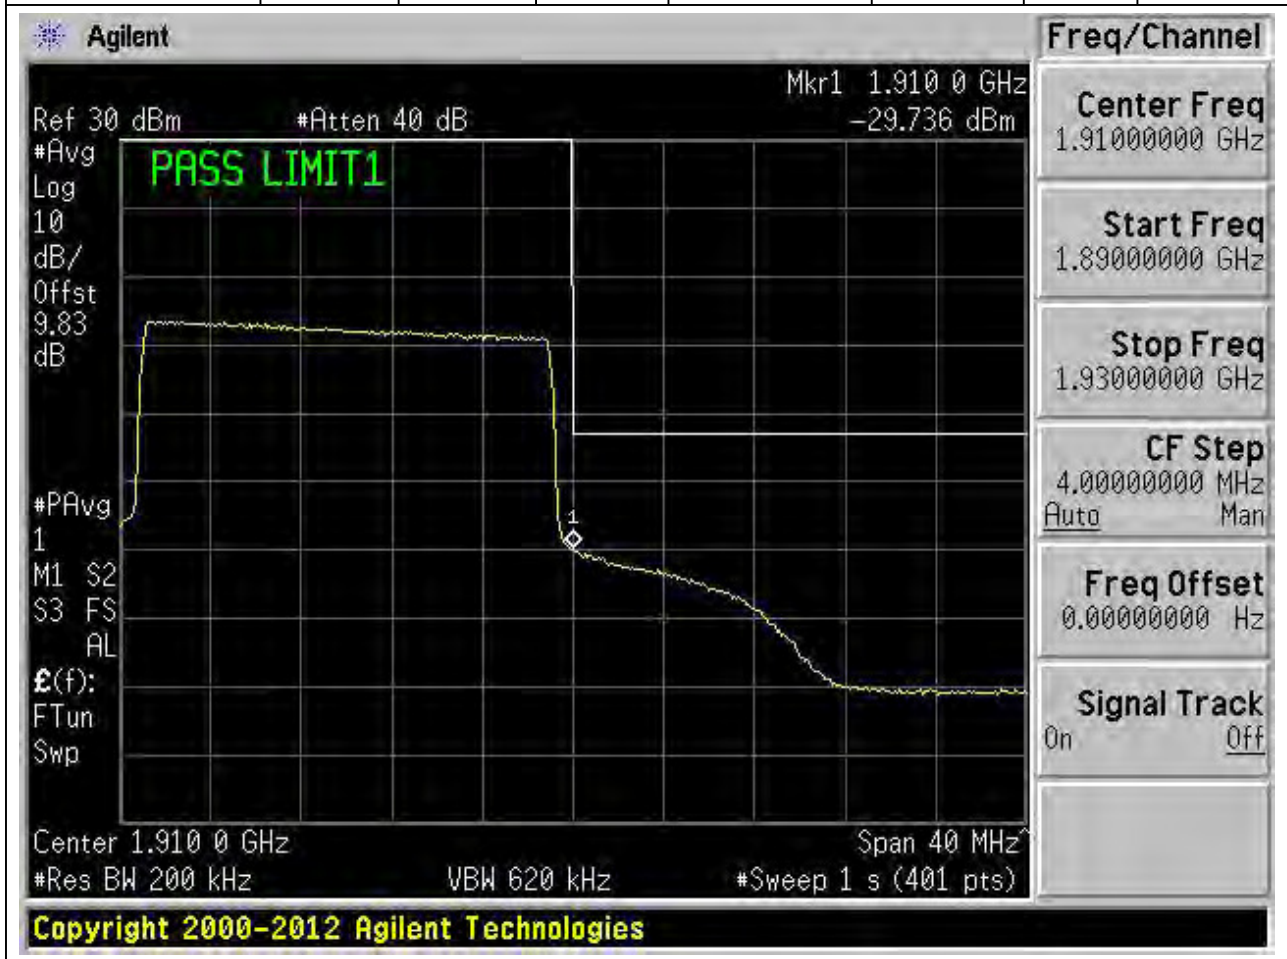 Agilent
Freq/Channel
Mkr1 1.910 0 GHz
Ref 30 dBm #Atten 40 dB -29.736 dBm
#Avg
Log
10
dB/
Offst
9.83
dB
PASS LIMIT1
#PAvg
1
M1 S2
S3 FS
AL
£(f):
FTun
Swp
1
Center 1.910 0 GHz Span 40 MHz^
#Res BW 200 kHz VBW 620 kHz #Sweep 1 s (401 pts)
Center Freq
1.91000000 GHz
Start Freq
1.89000000 GHz
Stop Freq
1.93000000 GHz
CF Step
4.00000000 MHz
Auto Man
Freq Offset
0.00000000 Hz
Signal Track
On Off
Copyright 2000-2012 Agilent Technologies